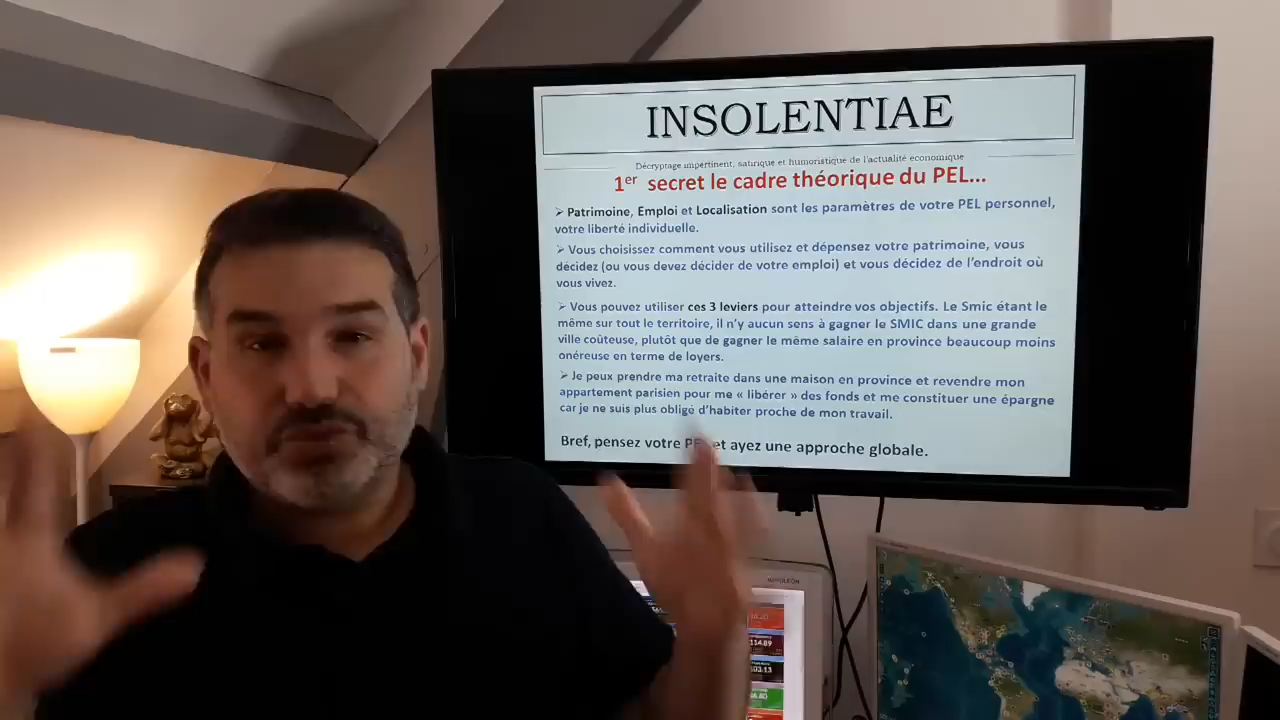 INSOLENTIAE
Décryptage impertinent, satirique et humoristique de l'actualité économique
1er secret le cadre théorique du PEL...
➢ Patrimoine, Emploi et Localisation sont les paramètres de votre PEL personnel,
votre liberté individuelle.
➢ Vous choisissez comment vous utilisez et dépensez votre patrimoine, vous
décidez (ou vous devez décider de votre emploi) et vous décidez de l'endroit où
vous vivez.
➢ Vous pouvez utiliser ces 3 leviers pour atteindre vos objectifs. Le Smic étant le
même sur tout le territoire, il n'y aucun sens à gagner le SMIC dans une grande
ville coûteuse, plutôt que de gagner le même salaire en province beaucoup moins
onéreuse en terme de loyers.
➢ Je peux prendre ma retraite dans une maison en province et revendre mon
appartement parisien pour me « libérer » des fonds et me constituer une épargne
car je ne suis plus obligé d'habiter proche de mon travail.
Bref, pensez votre et ayez une approche globale.
114.89
103.13